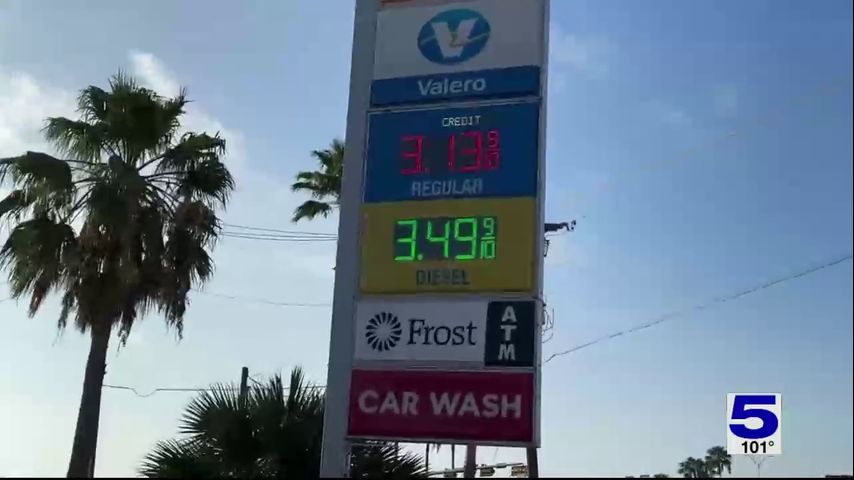 V
Valero
CREDIT
3.13 9/10
REGULAR
3.49 9/10
DIESEL
Frost
ATM
CAR WASH
5
101°